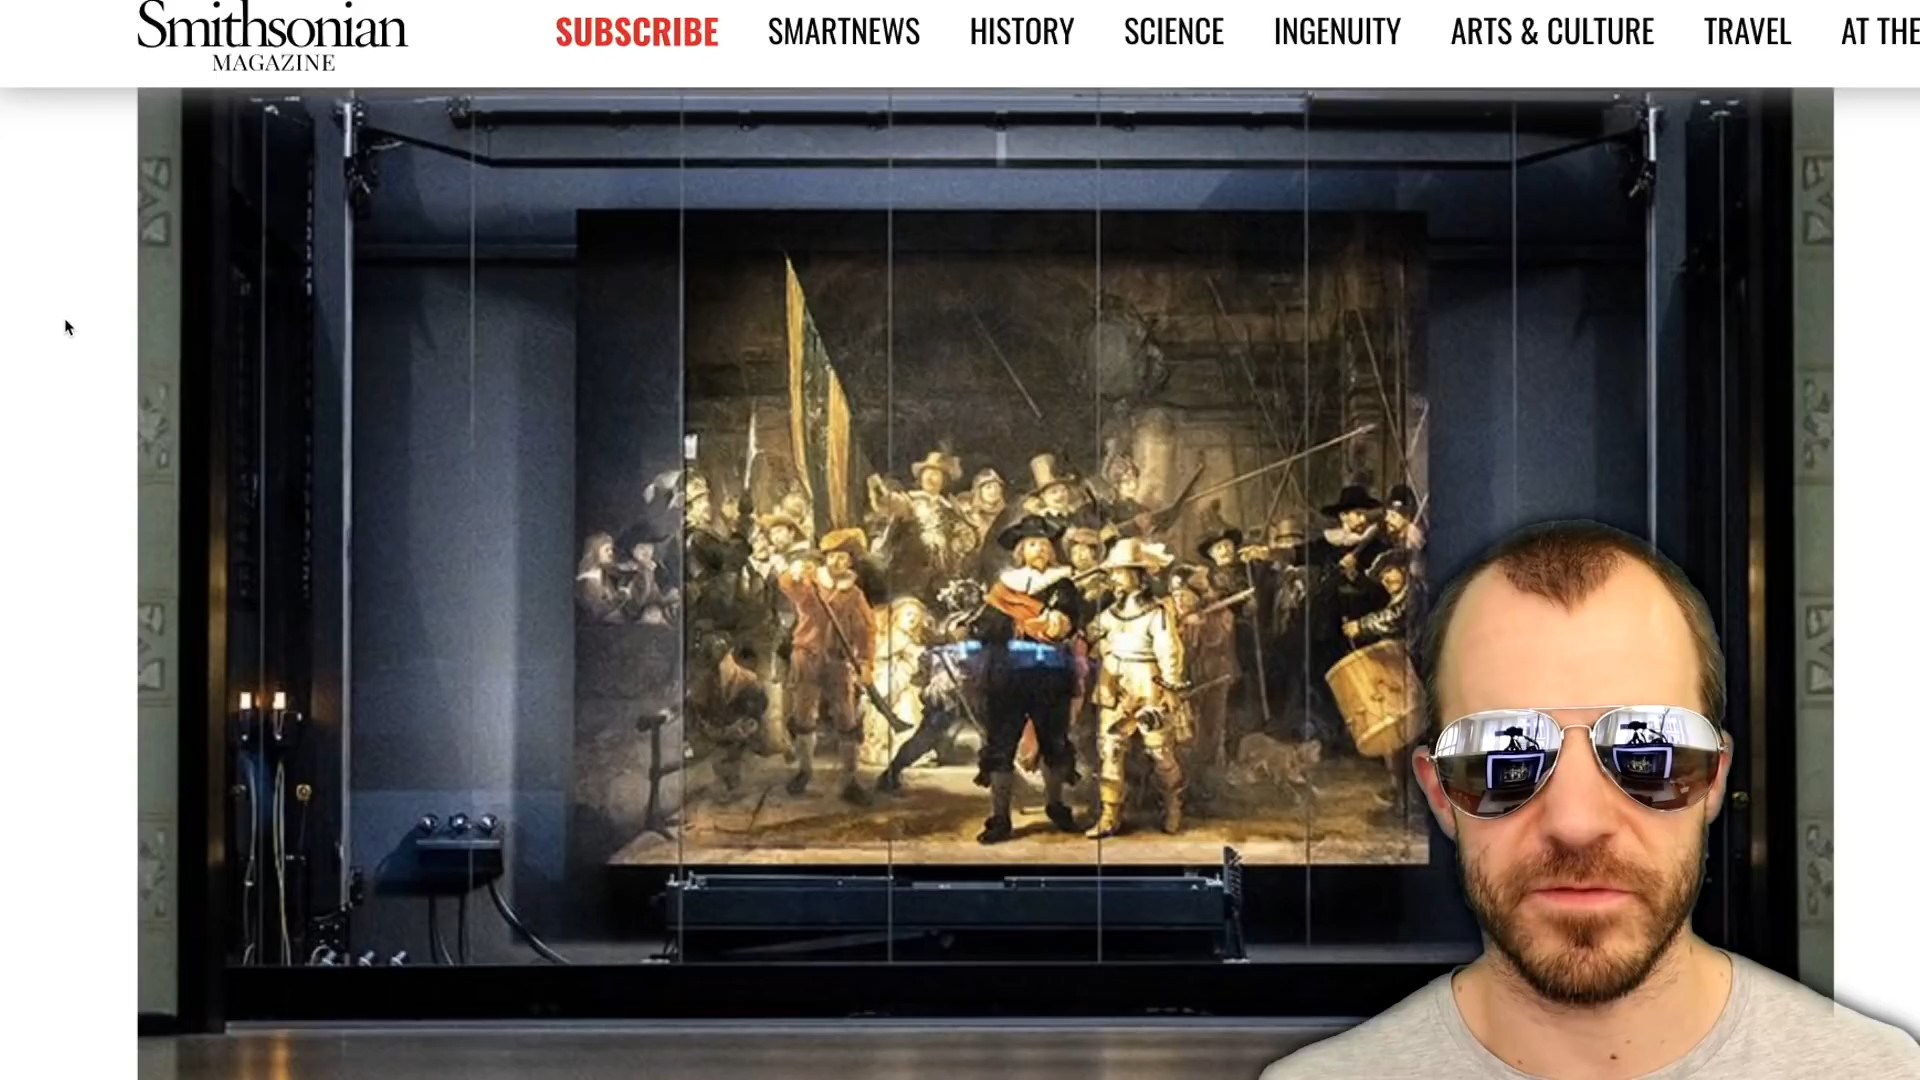 Smithsonian
MAGAZINE
SUBSCRIBE SMARTNEWS HISTORY SCIENCE INGENUITY ARTS & CULTURE TRAVEL AT THE